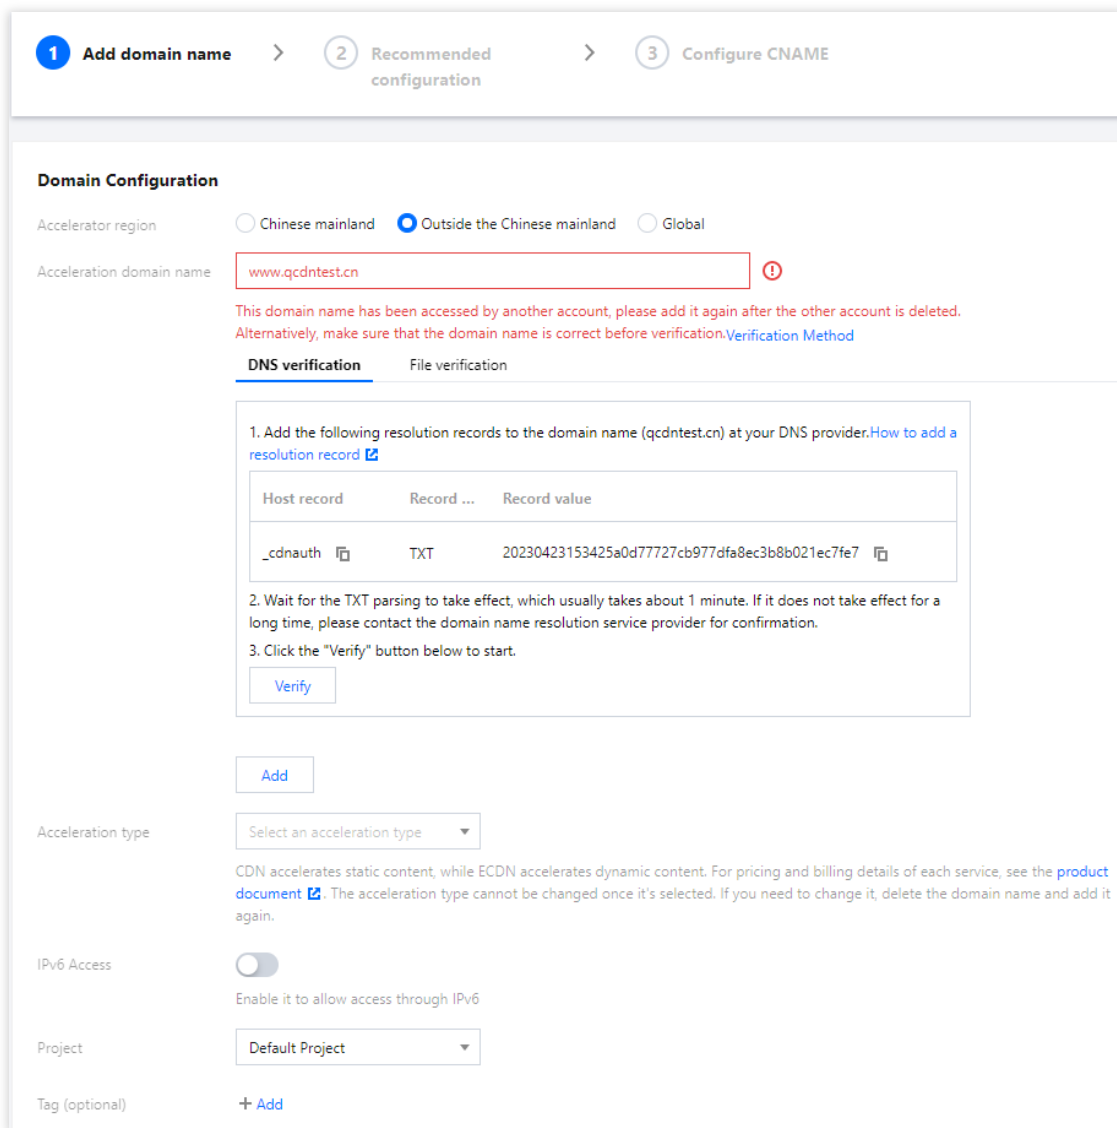 1 Add domain name > 2 Recommended configuration > 3 Configure CNAME
Domain Configuration
Accelerator region Chinese mainland Outside the Chinese mainland Global
Acceleration domain name www.qcdntest.cn
This domain name has been accessed by another account, please add it again after the other account is deleted.
Alternatively, make sure that the domain name is correct before verification.Verification Method
DNS verification File verification
1. Add the following resolution records to the domain name (qcdntest.cn) at your DNS provider.How to add a
resolution record
Host record Record ... Record value
_cdnauth TXT 20230423153425a0d77727cb977dfa8ec3b8b021ec7fe7
2. Wait for the TXT parsing to take effect, which usually takes about 1 minute. If it does not take effect for a
long time, please contact the domain name resolution service provider for confirmation.
3. Click the "Verify" button below to start.
Verify
Add
Acceleration type Select an acceleration type
CDN accelerates static content, while ECDN accelerates dynamic content. For pricing and billing details of each service, see the product
document . The acceleration type cannot be changed once it's selected. If you need to change it, delete the domain name and add it
again.
IPv6 Access
Enable it to allow access through IPv6
Project Default Project
Tag (optional) + Add